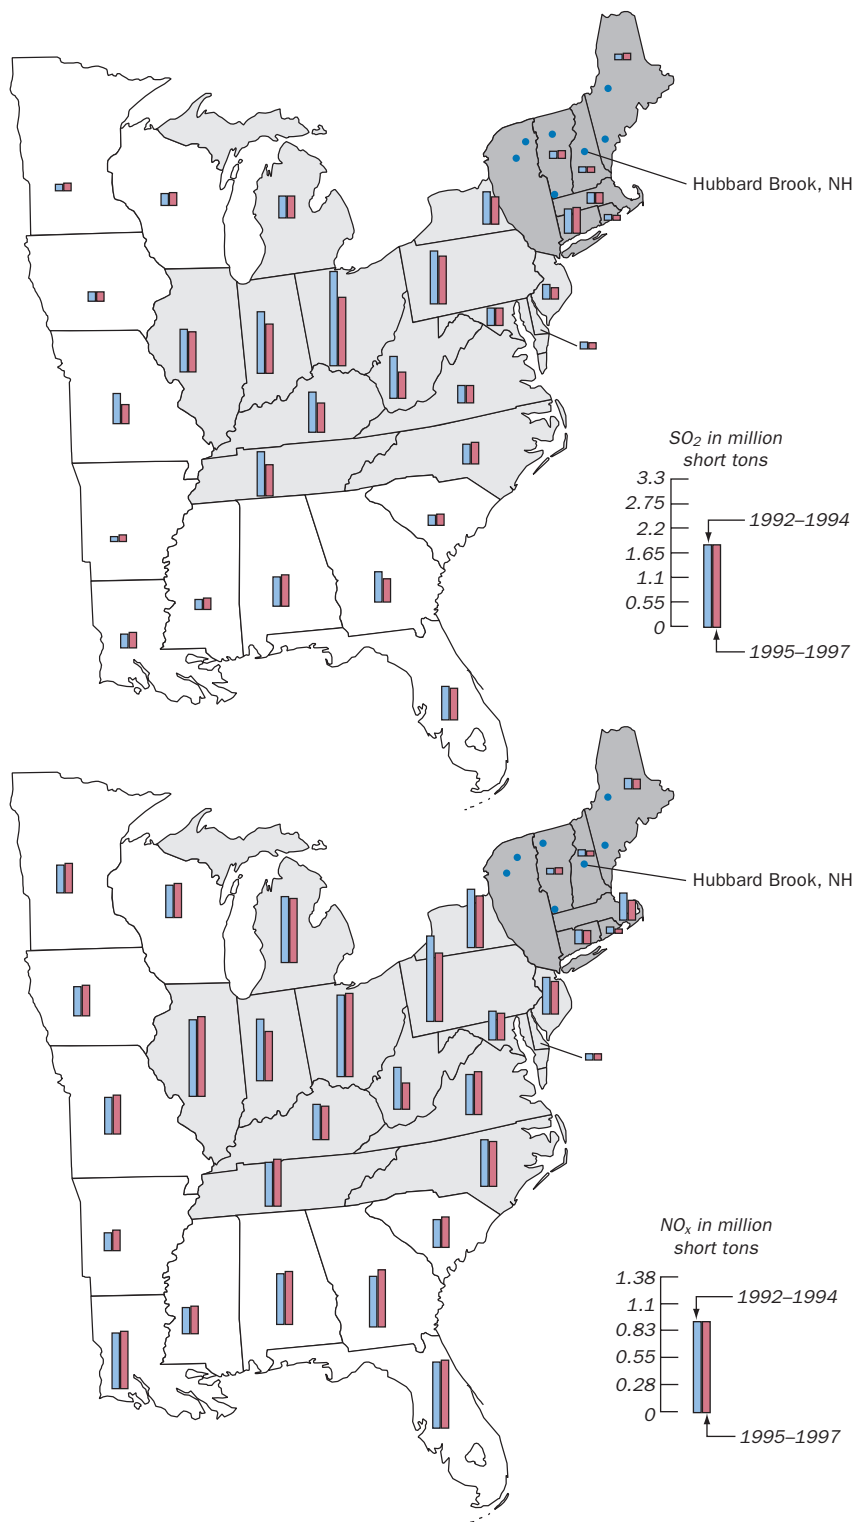 Hubbard Brook, NH
SO2 in million
short tons
3.3
2.75
2.2
1.65
1.1
0.55
0
1992–1994
1995–1997
Hubbard Brook, NH
NOx in million
short tons
1.38
1.1
0.83
0.55
0.28
0
1992–1994
1995–1997